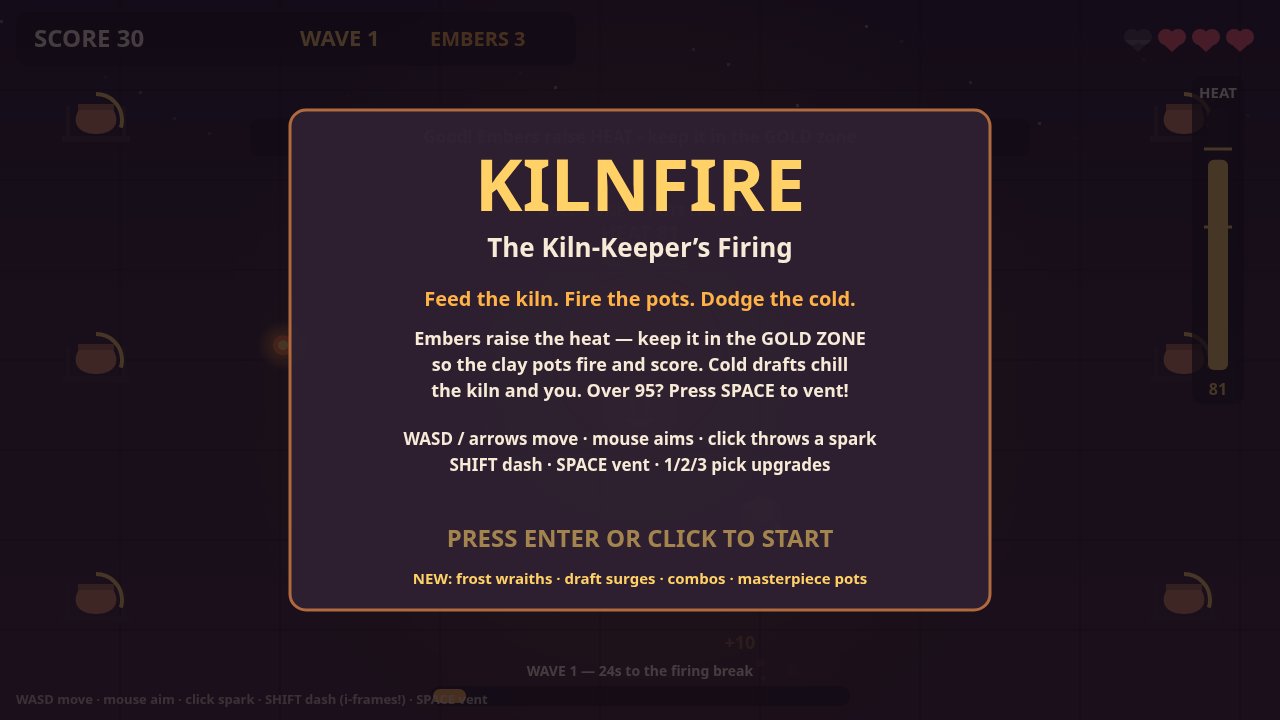 SCORE 30
WAVE 1
EMBERS 3
HEAT
Good! Embers raise HEAT - keep it in the GOLD zone
KILNFIRE
The Kiln-Keeper’s Firing
Feed the kiln. Fire the pots. Dodge the cold.
Embers raise the heat — keep it in the GOLD ZONE
so the clay pots fire and score. Cold drafts chill
the kiln and you. Over 95? Press SPACE to vent!
81
WASD / arrows move · mouse aims · click throws a spark
SHIFT dash · SPACE vent · 1/2/3 pick upgrades
PRESS ENTER OR CLICK TO START
NEW: frost wraiths · draft surges · combos · masterpiece pots
+10
WAVE 1 — 24s to the firing break
WASD move · mouse aim · click spark · SHIFT dash (i-frames!) · SPACE vent